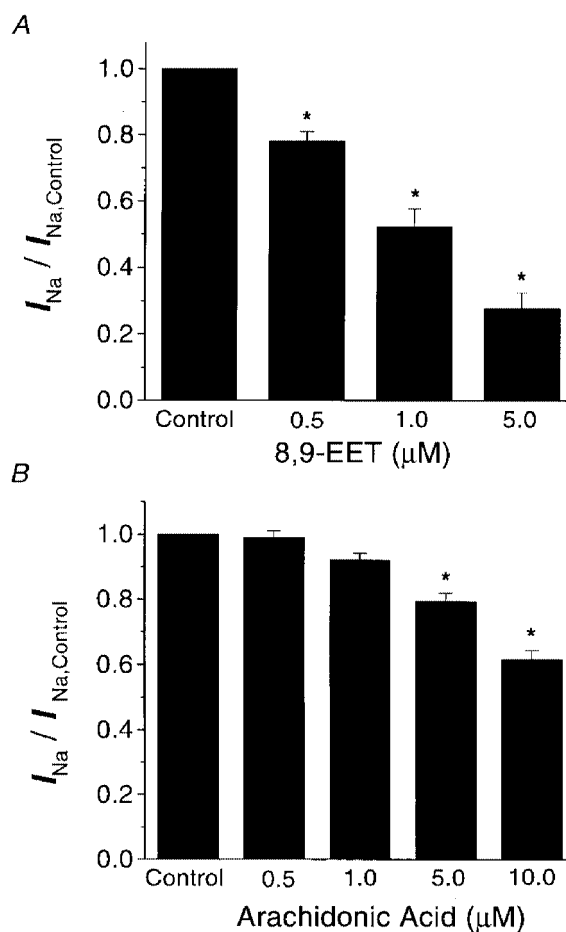 A
1.0
0.8
0.6
0.4
0.2
0.0
I_Na / I_Na,Control
* * *
Control 0.5 1.0 5.0
8,9-EET (μM)
B
1.0
0.8
0.6
0.4
0.2
0.0
I_Na / I_Na,Control
* *
Control 0.5 1.0 5.0 10.0
Arachidonic Acid (μM)